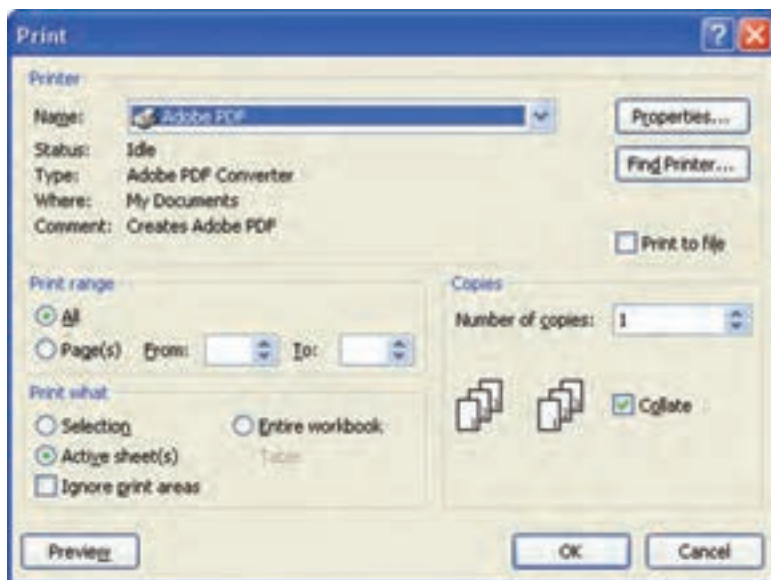 Print
Printer
Name: Adobe PDF
Properties...
Status: Idle
Find Printer...
Type: Adobe PDF Converter
Where: My Documents
Comment: Creates Adobe PDF
Print to file
Print range
All
Page(s) From: To:
Copies
Number of copies: 1
Collate
Print what
Selection
Entire workbook
Active sheet(s)
Table
Ignore print areas
Preview
OK
Cancel